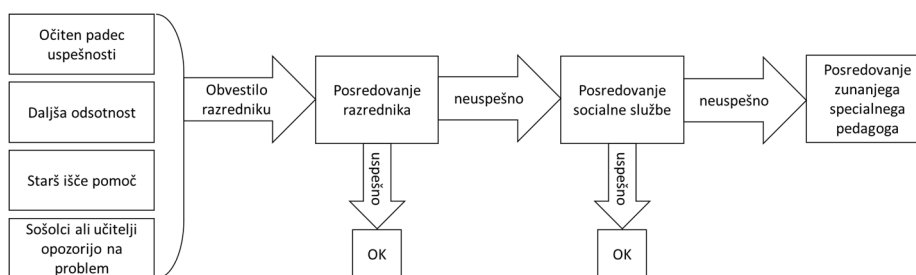 Očiten padec
uspešnosti
Daljša odsotnost
Starš išče pomoč
Sošolci ali učitelji
opozorijo na
problem
Obvestilo
razredniku
Posredovanje
razrednika
neuspešno
Posredovanje
socialne službe
neuspešno
Posredovanje
zunanjega
specialnega
pedagoga
uspešno
uspešno
OK
OK